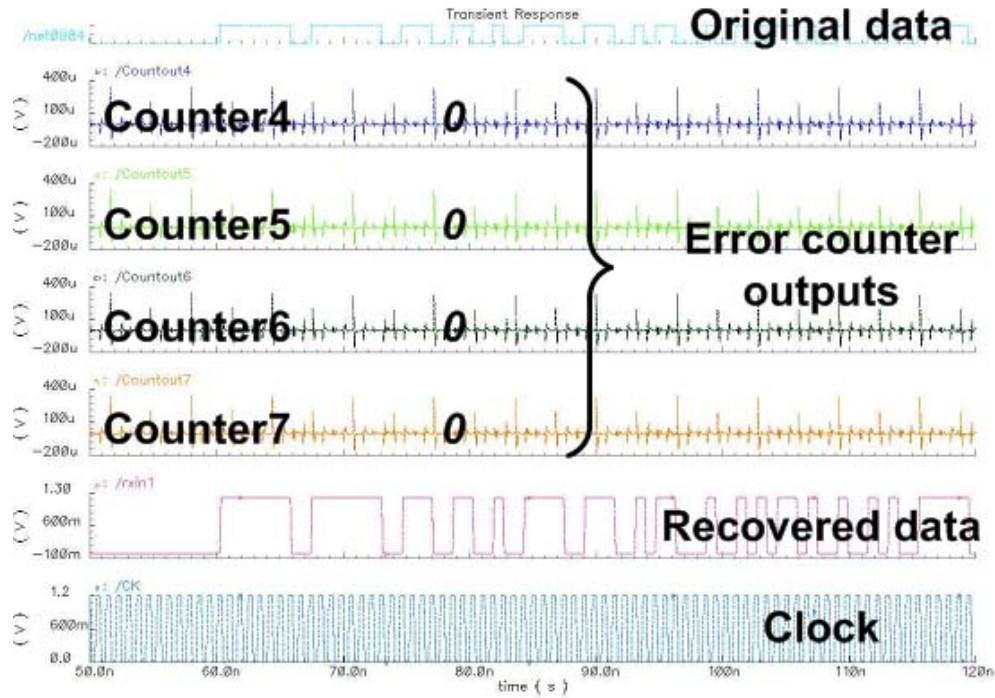 Transient Response
Original data
/net0984
▹: /Countout4
400u
100u
-200u
(V)
Counter4 0
/Countout5
400u
100u
-200u
(V)
Counter5 0
Error counter
outputs
▹: /Countout6
400u
100u
-200u
(V)
Counter6 0
/Countout7
400u
100u
-200u
(V)
Counter7 0
/rxin1
1.30
600m
-100m
(V)
Recovered data
/CK
1.2
600m
0.0
(V)
Clock
50.0n 60.0n 70.0n 80.0n 90.0n 100n 110n 120n
time ( s )